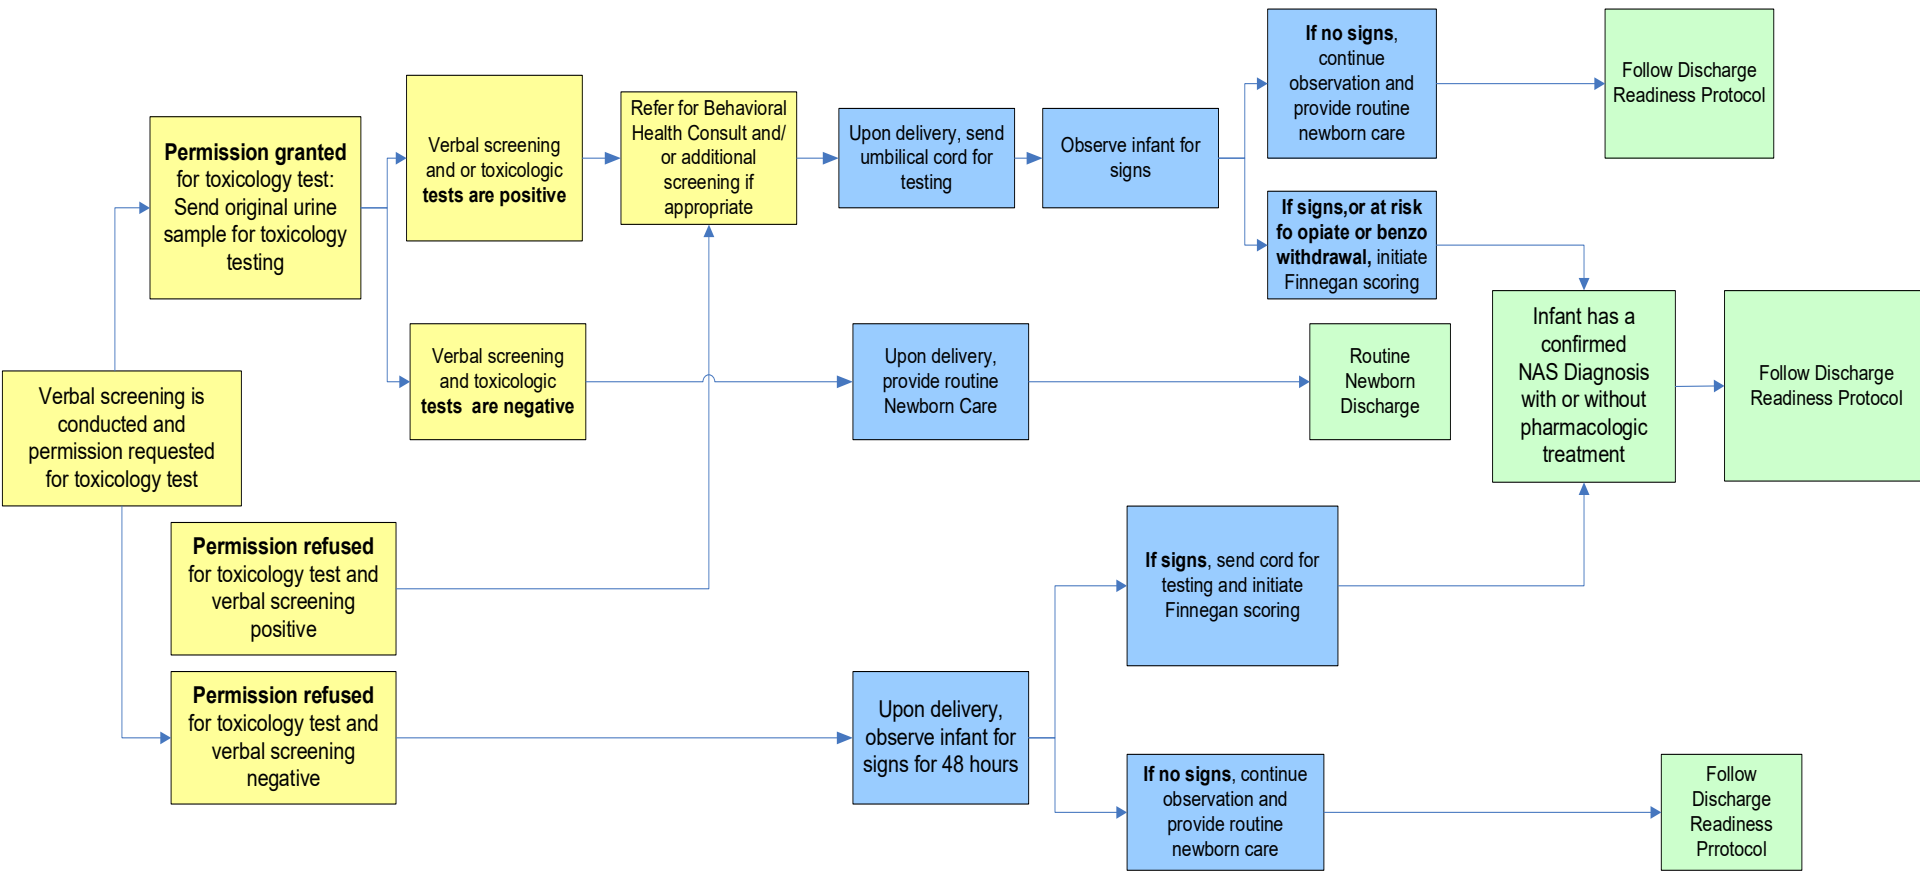 Verbal screening is
conducted and
permission requested
for toxicology test
Permission granted
for toxicology test:
Send original urine
sample for toxicology
testing
Verbal screening
and or toxicologic
tests are positive
Refer for Behavioral
Health Consult and/
or additional
screening if
appropriate
Upon delivery, send
umbilical cord for
testing
Observe infant for
signs
If no signs,
continue
observation and
provide routine
newborn care
Follow Discharge
Readiness Protocol
If signs,or at risk
fo opiate or benzo
withdrawal, initiate
Finnegan scoring
Verbal screening
and toxicologic
tests are negative
Upon delivery,
provide routine
Newborn Care
Routine
Newborn
Discharge
Infant has a
confirmed
NAS Diagnosis
with or without
pharmacologic
treatment
Follow Discharge
Readiness Protocol
Permission refused
for toxicology test and
verbal screening
positive
If signs, send cord for
testing and initiate
Finnegan scoring
Permission refused
for toxicology test and
verbal screening
negative
Upon delivery,
observe infant for
signs for 48 hours
If no signs, continue
observation and
provide routine
newborn care
Follow
Discharge
Readiness
Prrotocol